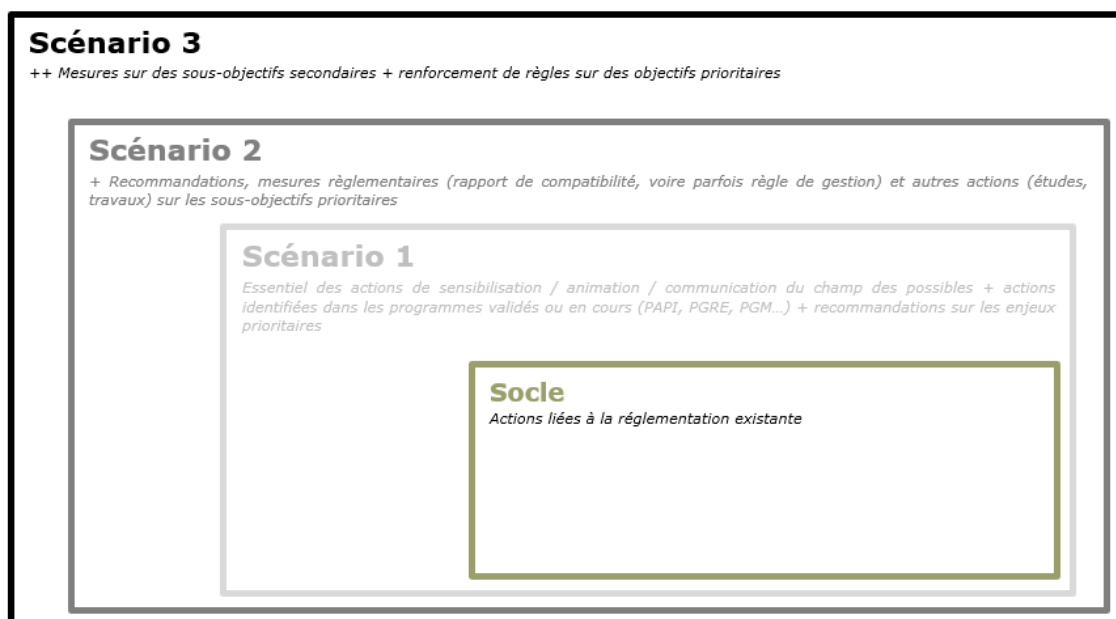 Scénario 3
++ Mesures sur des sous-objectifs secondaires + renforcement de règles sur des objectifs prioritaires
Scénario 2
+ Recommandations, mesures règlementaires (rapport de compatibilité, voire parfois règle de gestion) et autres actions (études,
travaux) sur les sous-objectifs prioritaires
Scénario 1
Essentiel des actions de sensibilisation / animation / communication du champ des possibles + actions
identifiées dans les programmes validés ou en cours (PAPI, PGRE, PGM…) + recommandations sur les enjeux
prioritaires
Socle
Actions liées à la réglementation existante